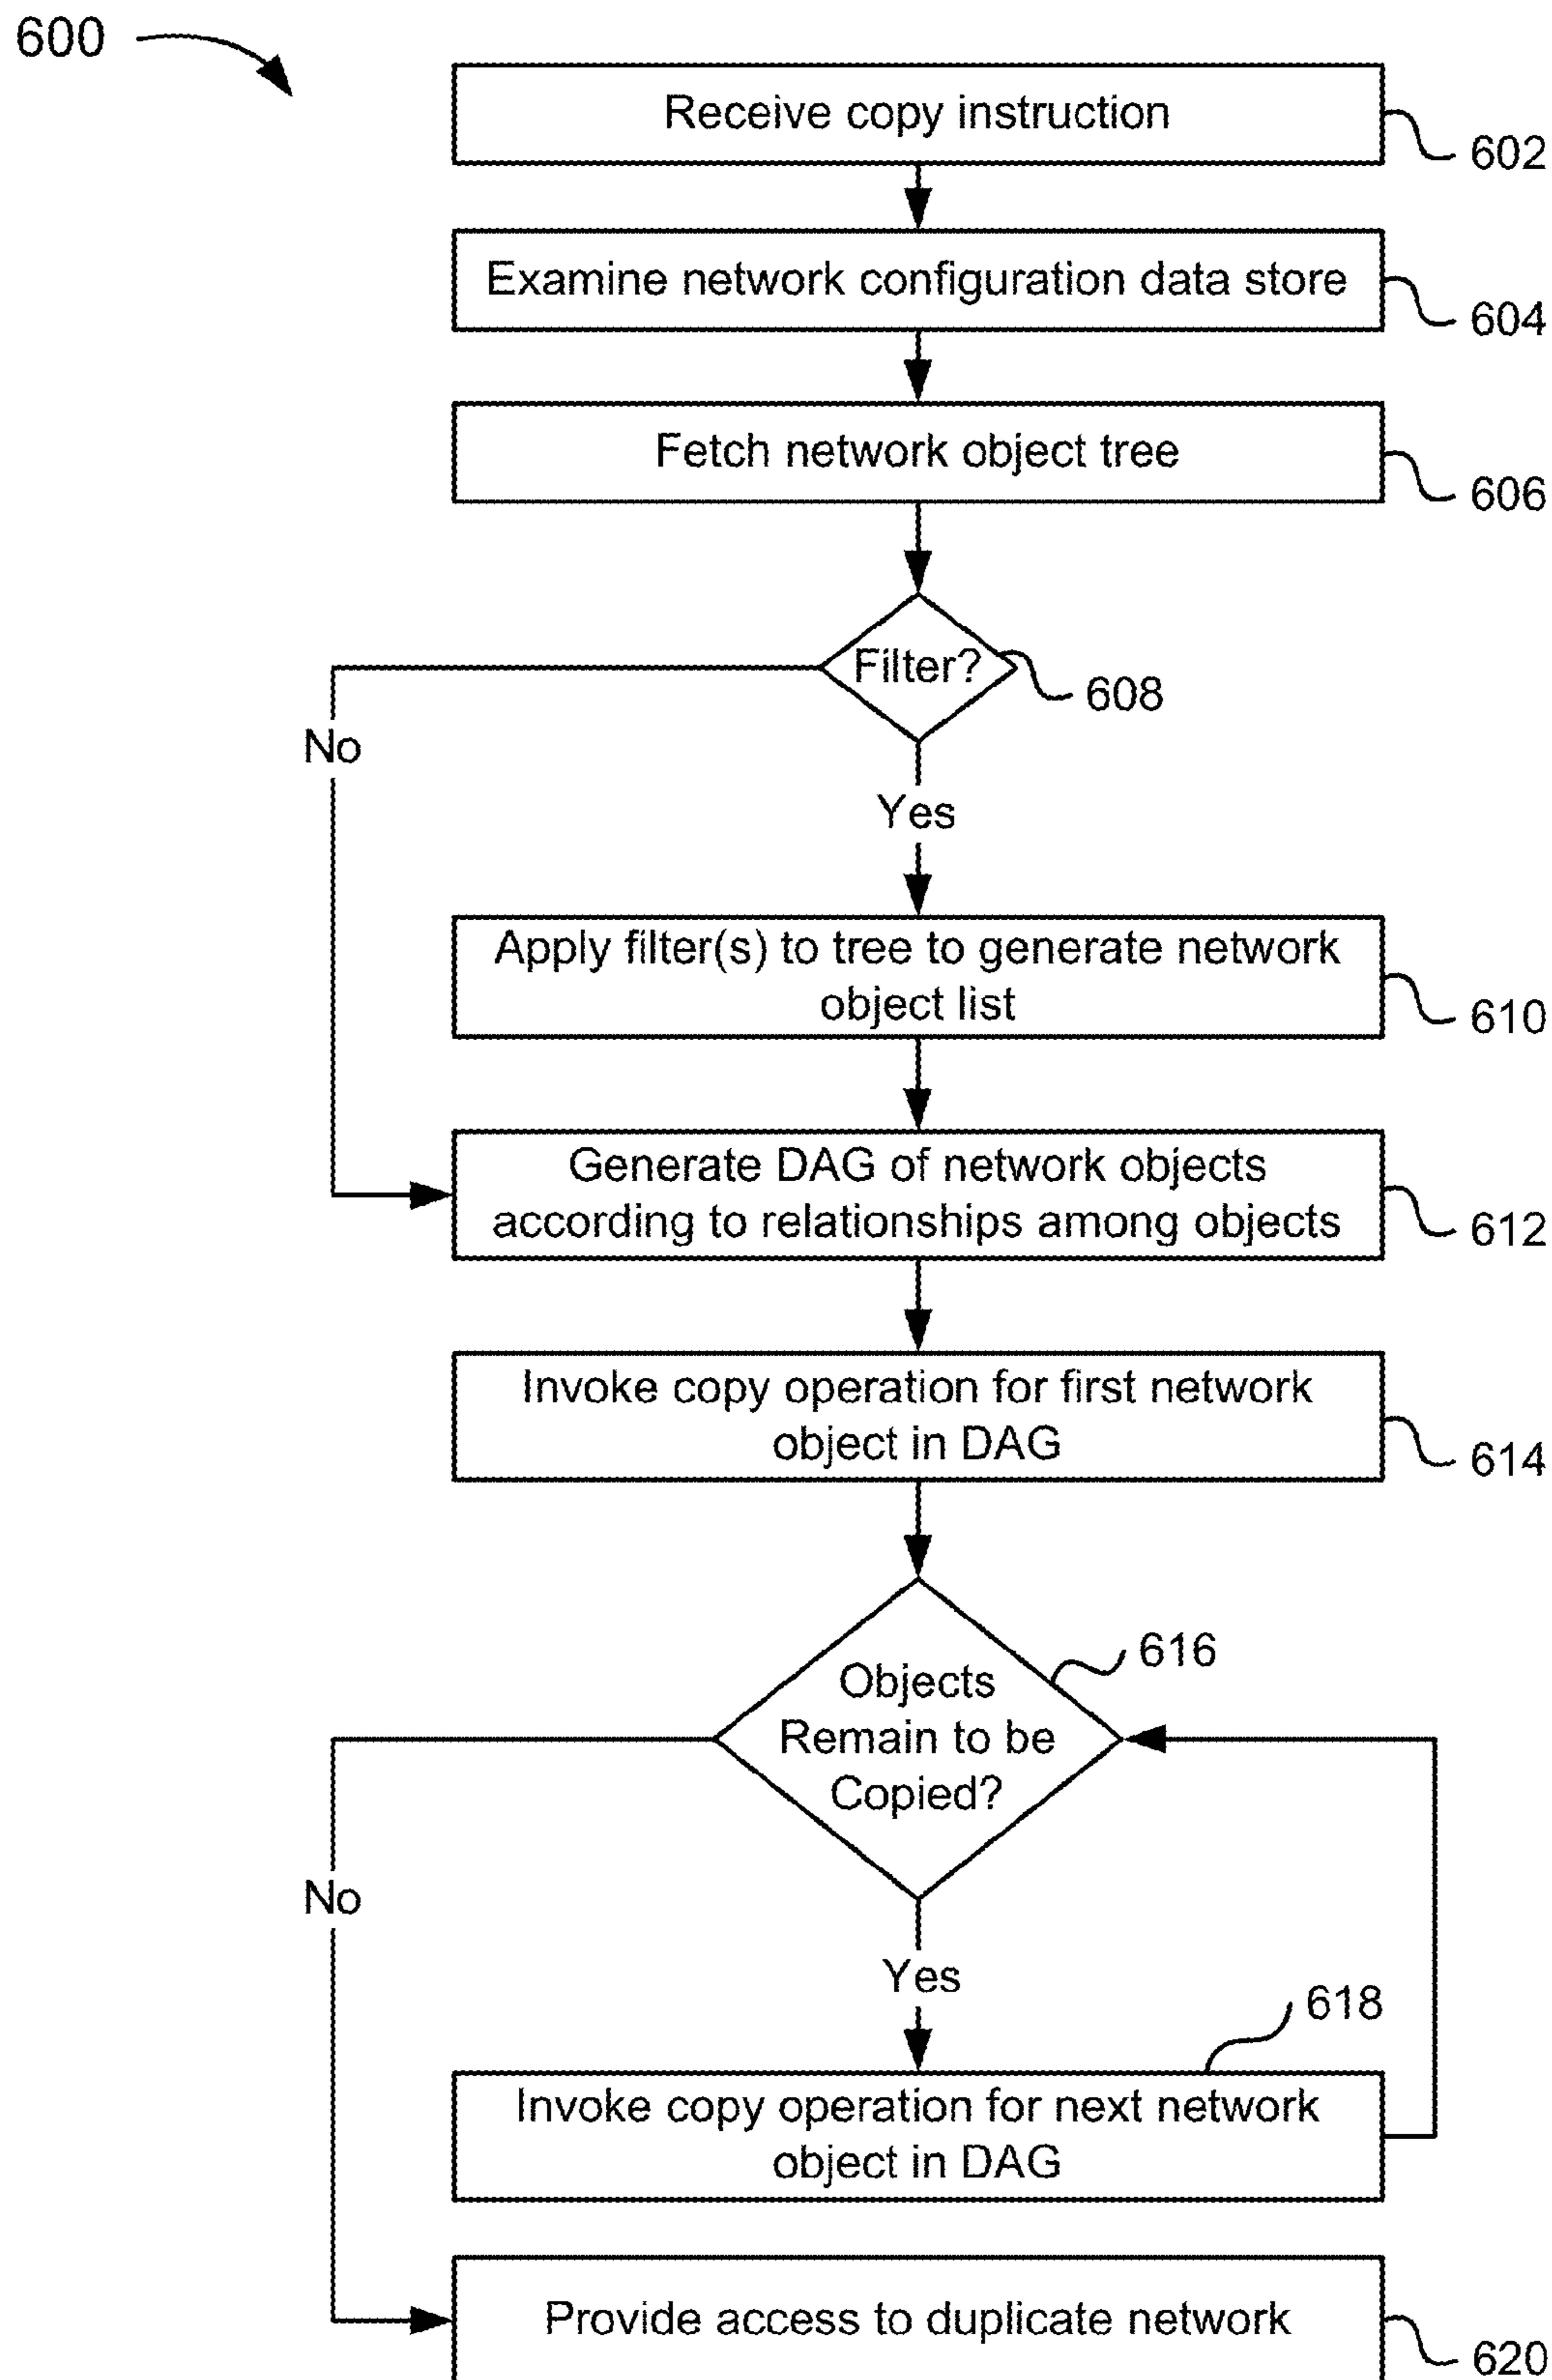 600
Receive copy instruction
602
Examine network configuration data store
604
Fetch network object tree
606
Filter?
608
No
Yes
Apply filter(s) to tree to generate network
object list
610
Generate DAG of network objects
according to relationships among objects
612
Invoke copy operation for first network
object in DAG
614
616
Objects
Remain to be
Copied?
No
Yes
618
Invoke copy operation for next network
object in DAG
Provide access to duplicate network
620